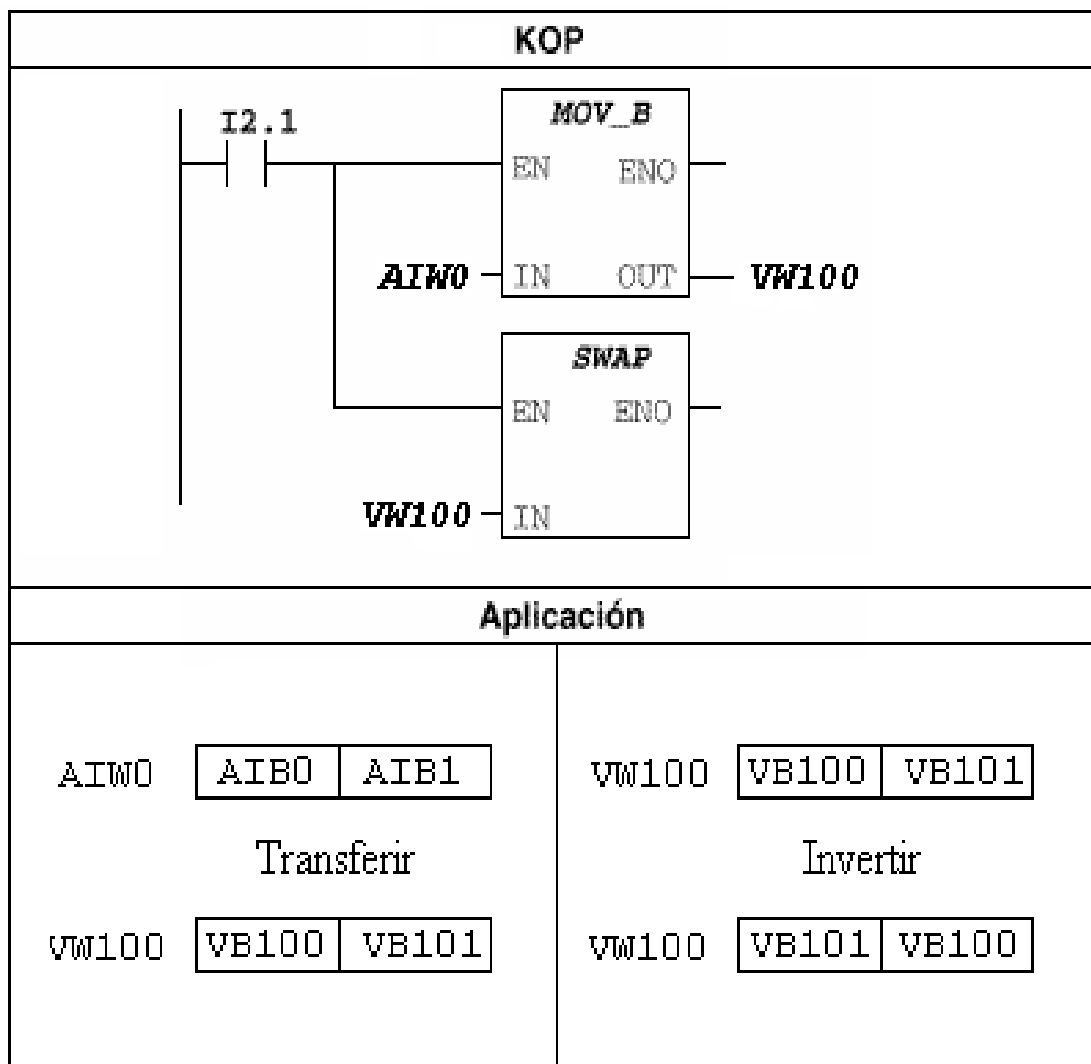 KOP
I2.1
MOV_B
EN ENO
AIW0 IN OUT VW100
SWAP
EN ENO
VW100 IN
Aplicación
AIW0 AIB0 AIB1
Transferir
VW100 VB100 VB101
VW100 VB100 VB101
Invertir
VW100 VB101 VB100